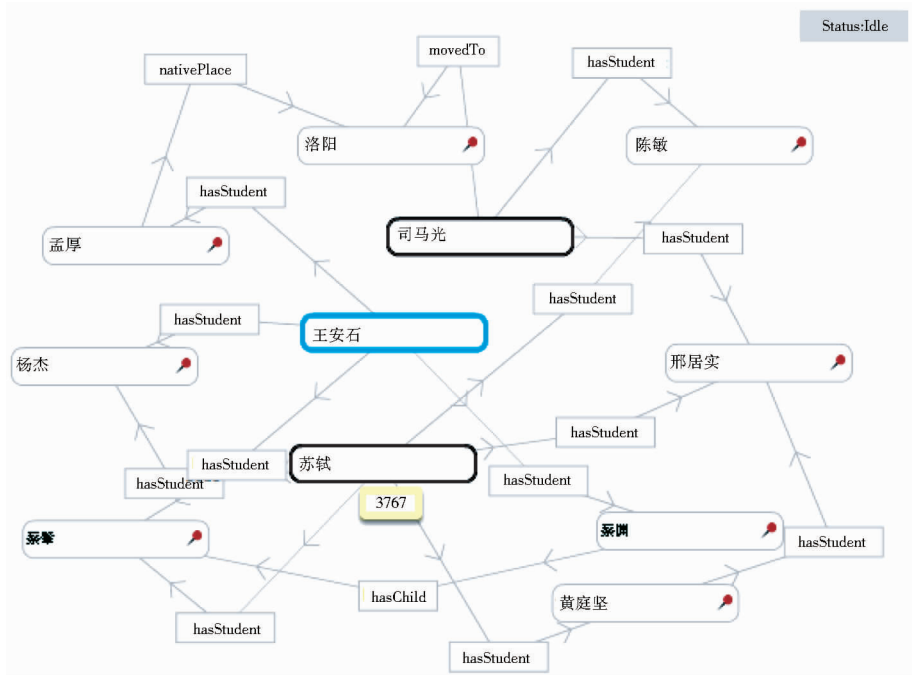 Status:Idle
movedTo
hasStudent
nativePlace
洛阳
陈敏
hasStudent
司马光
孟厚
hasStudent
hasStudent
王安石
hasStudent
杨杰
邢居实
hasStudent
苏轼
hasStudent
hasStudent
hasStudent
3767
hasStudent
hasChild
黄庭坚
hasStudent
hasStudent